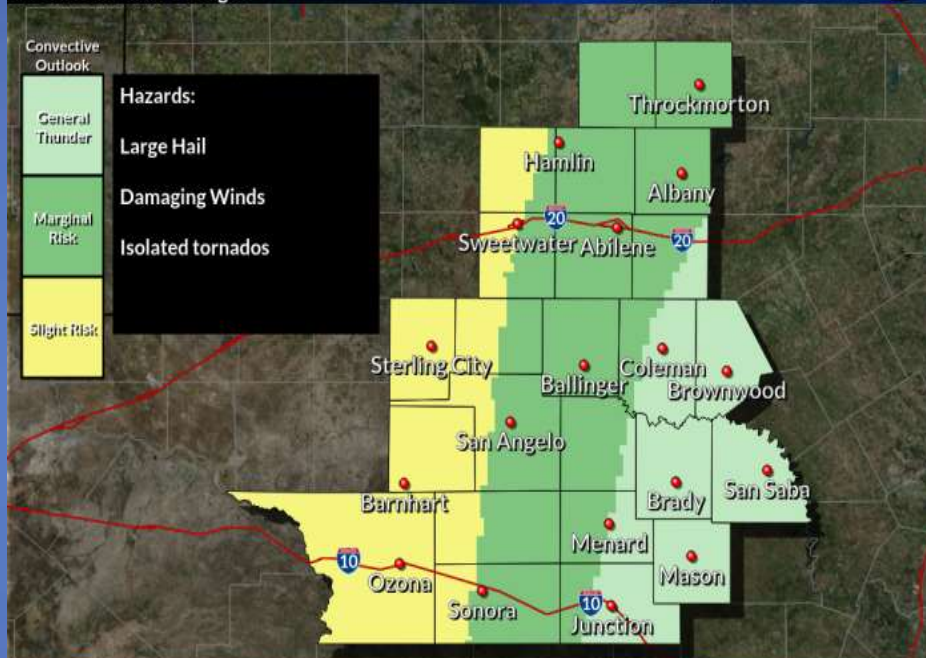 Convective
Outlook
General
Thunder
Marginal
Risk
Slight Risk
Hazards:
Large Hail
Damaging Winds
Isolated tornados
Throckmorton
Hamlin
Albany
20
Sweetwater
Abilene
20
Sterling City
Ballinger
Coleman
Brownwood
San Angelo
Barnhart
Brady
San Saba
Menard
10
Ozona
Mason
Sonora
10
Junction